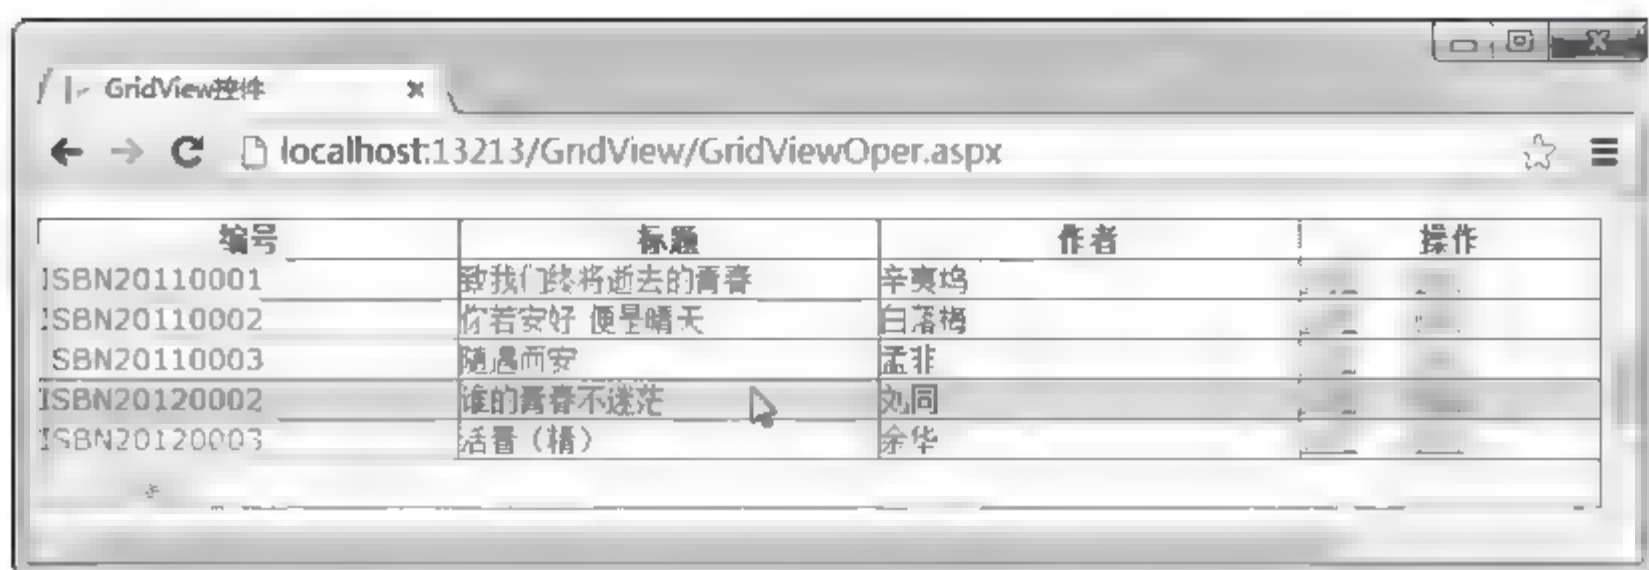 GridView控件
localhost:13213/GridView/GridViewOper.aspx
编号 标题 作者 操作
ISBN20110001 致我们终将逝去的青春 辛夷坞
ISBN20110002 你若安好 便是晴天 白落梅
ISBN20110003 随遇而安 孟非
ISBN20120002 谁的青春不迷茫 刘同
ISBN20120003 活着（精） 余华